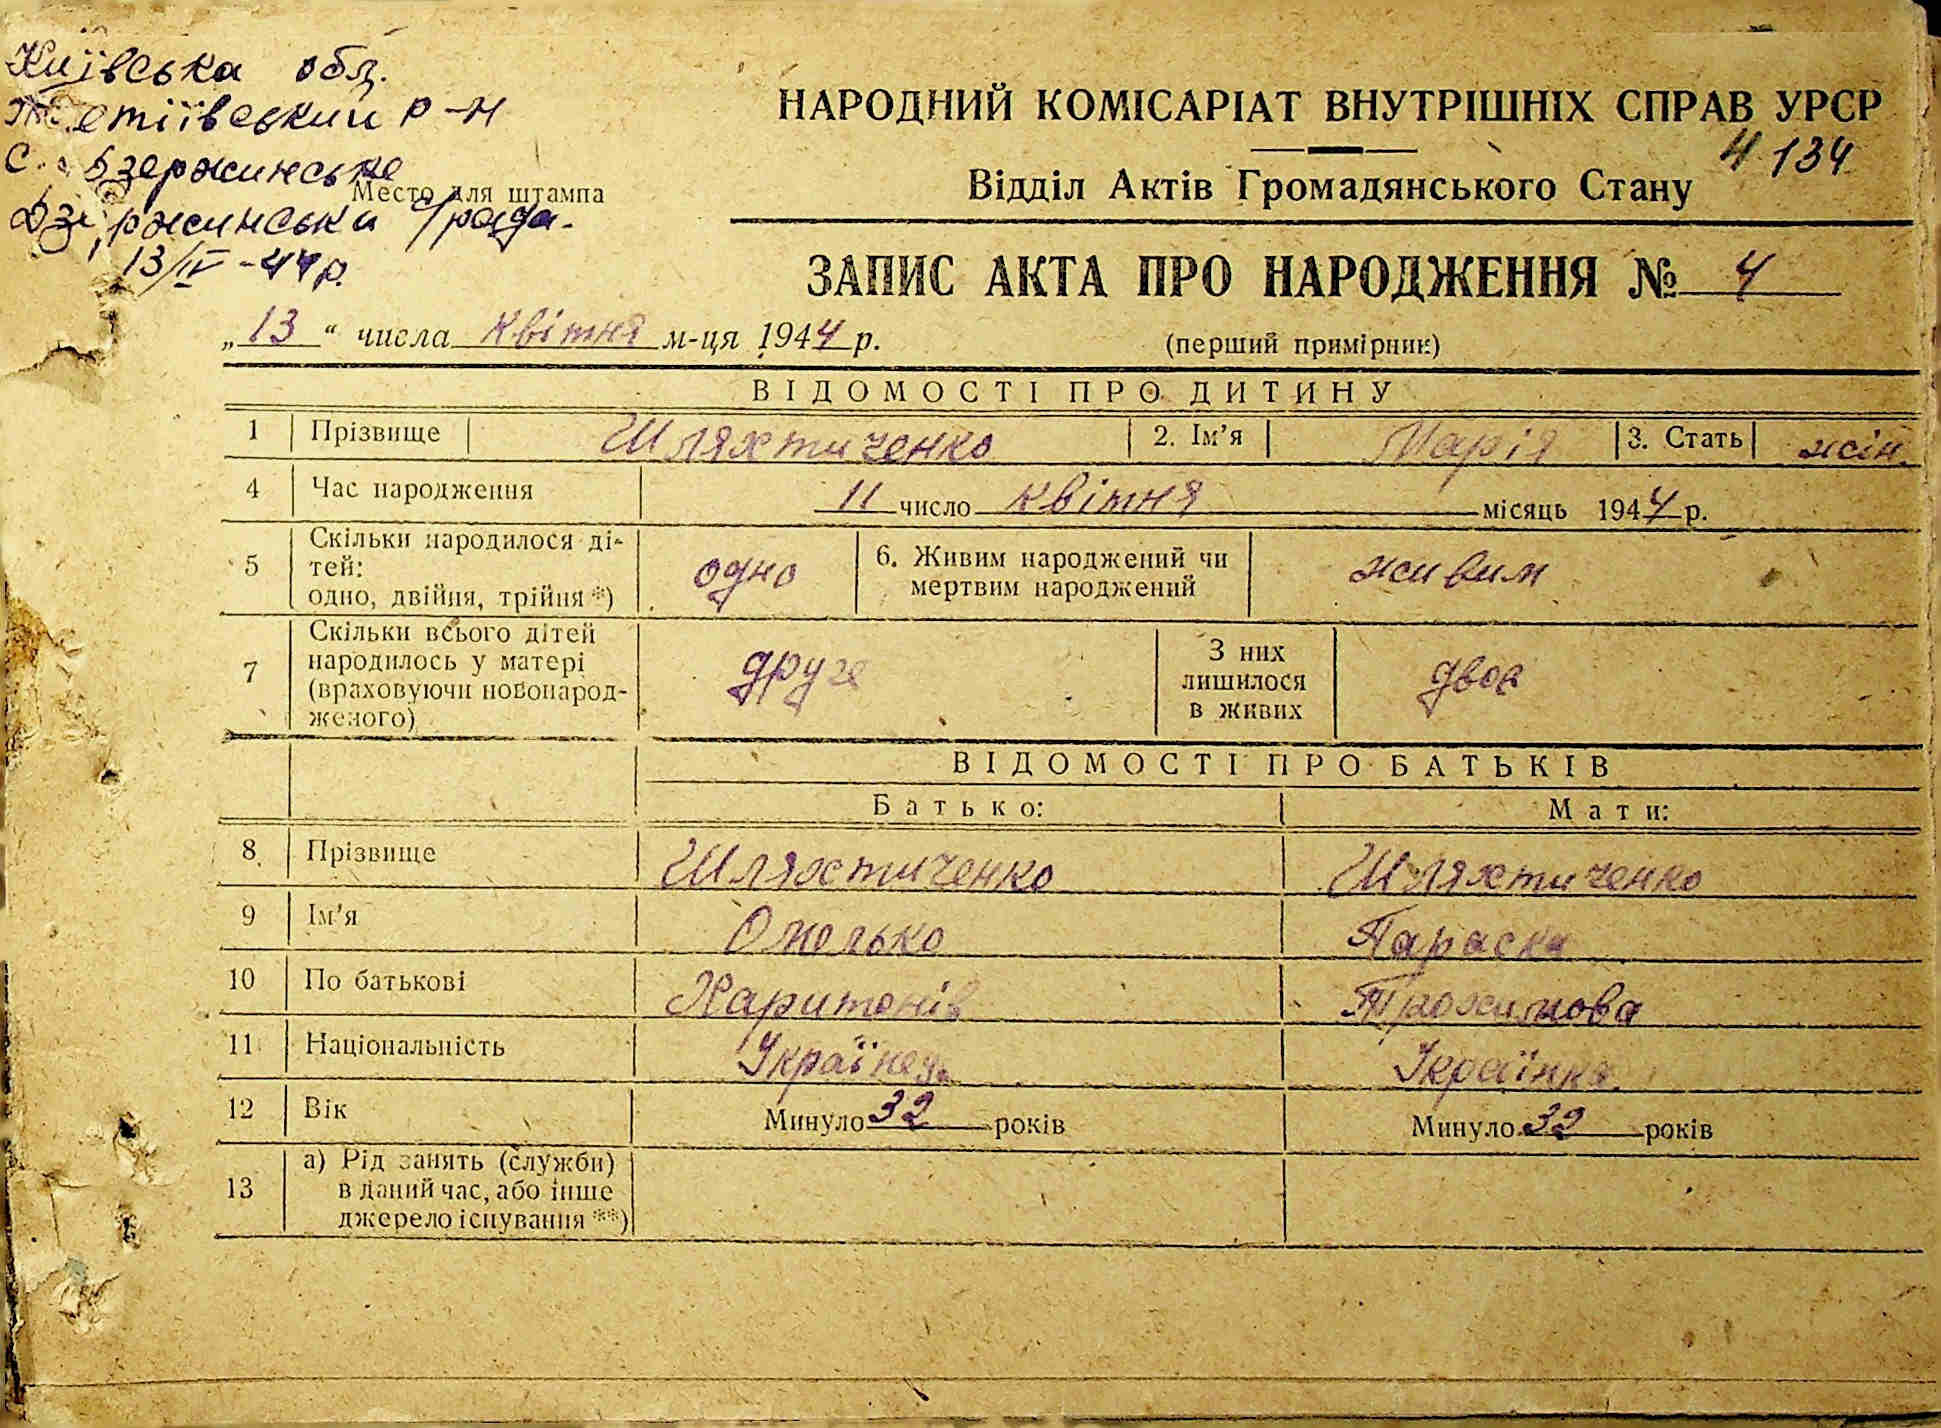 Київська обл.
Тетіївський р-н
с. Дзержинське
Место для штампа
Дзержинська с/рада.
13/IV-44 р.
НАРОДНИЙ КОМІСАРІАТ ВНУТРІШНІХ СПРАВ УРСР
4 134
Відділ Актів Громадянського Стану
ЗАПИС АКТА ПРО НАРОДЖЕННЯ № 4
„13“ числа квітня м-ця 1944 р. (перший примірник)
ВІДОМОСТІ ПРО ДИТИНУ
1 Прізвище Шляхтиченко 2. Ім’я Марія 3. Стать жін.
4 Час народження 11 число квітня місяць 1944 р.
5 Скільки народилося ді-
тей:
одно, двійня, трійня *) одно 6. Живим народжений чи
мертвим народжений живим
7 Скільки всього дітей
народилось у матері
(враховуючи новонарод-
женого) друге З них
лишилося
в живих двоє
ВІДОМОСТІ ПРО БАТЬКІВ
Батько: Мати:
8 Прізвище Шляхтиченко Шляхтиченко
9 Ім’я Омелько Параска
10 По батькові Харитонів Трохимова
11 Національність Українець Українка
12 Вік Минуло 32 років Минуло 32 років
13 а) Рід занять (служби)
в даний час, або інше
джерело існування **)